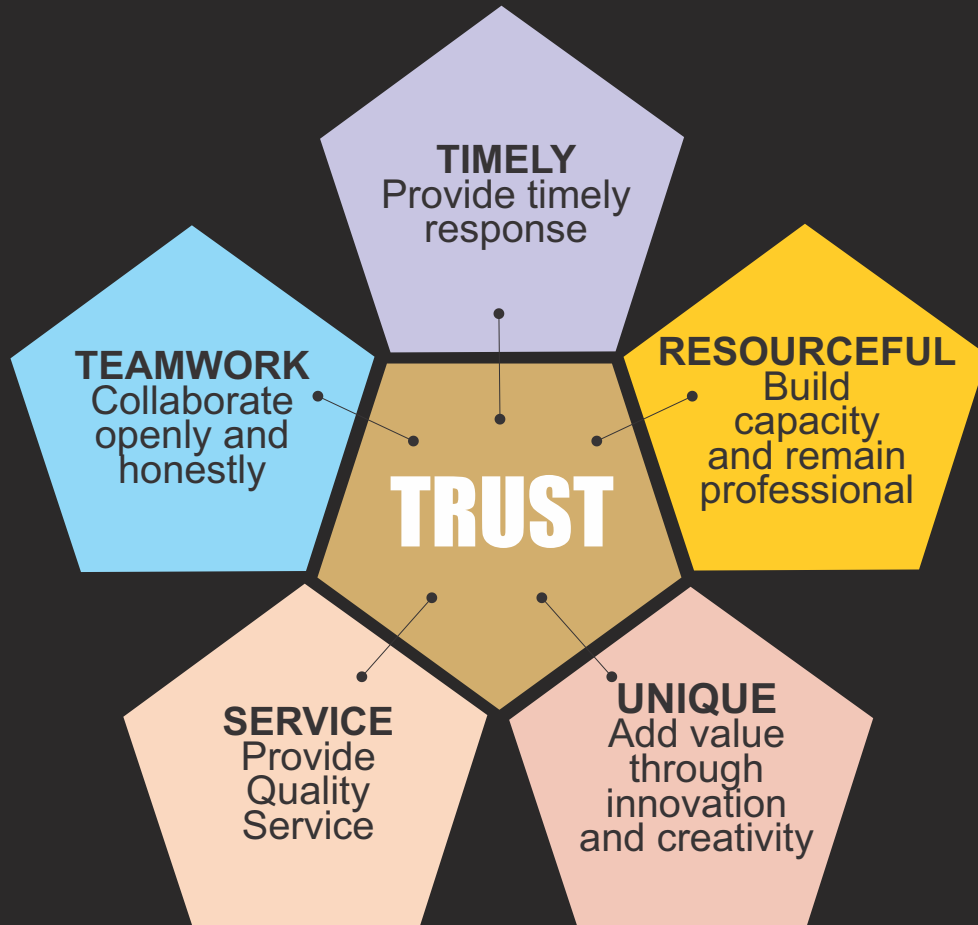 TIMELY
Provide timely
response
TEAMWORK
Collaborate
openly and
honestly
RESOURCEFUL
Build
capacity
and remain
professional
TRUST
SERVICE
Provide
Quality
Service
UNIQUE
Add value
through
innovation
and creativity